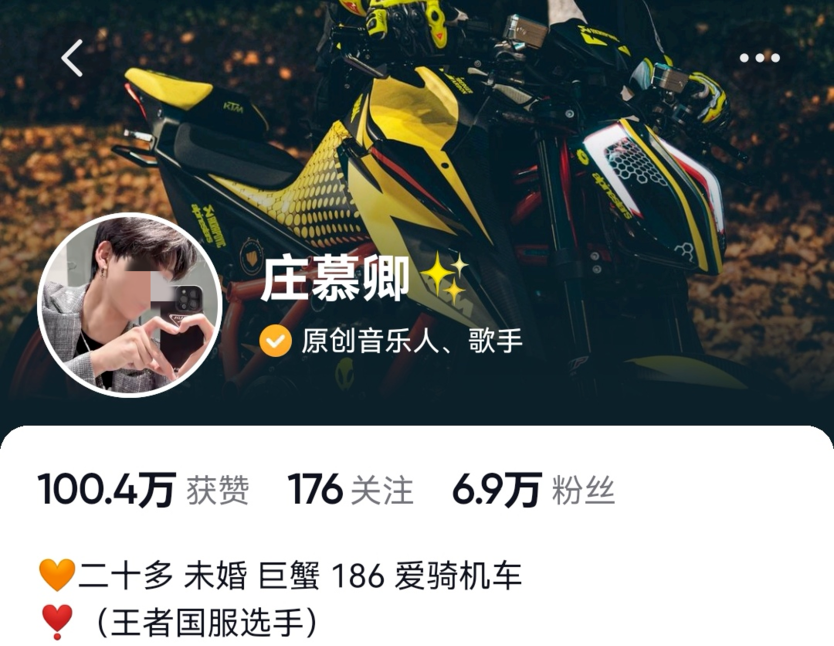 KTM
庄慕卿✨
原创音乐人、歌手
100.4万 获赞 176 关注 6.9万 粉丝
🧡二十多 未婚 巨蟹 186 爱骑机车
❣️（王者国服选手）